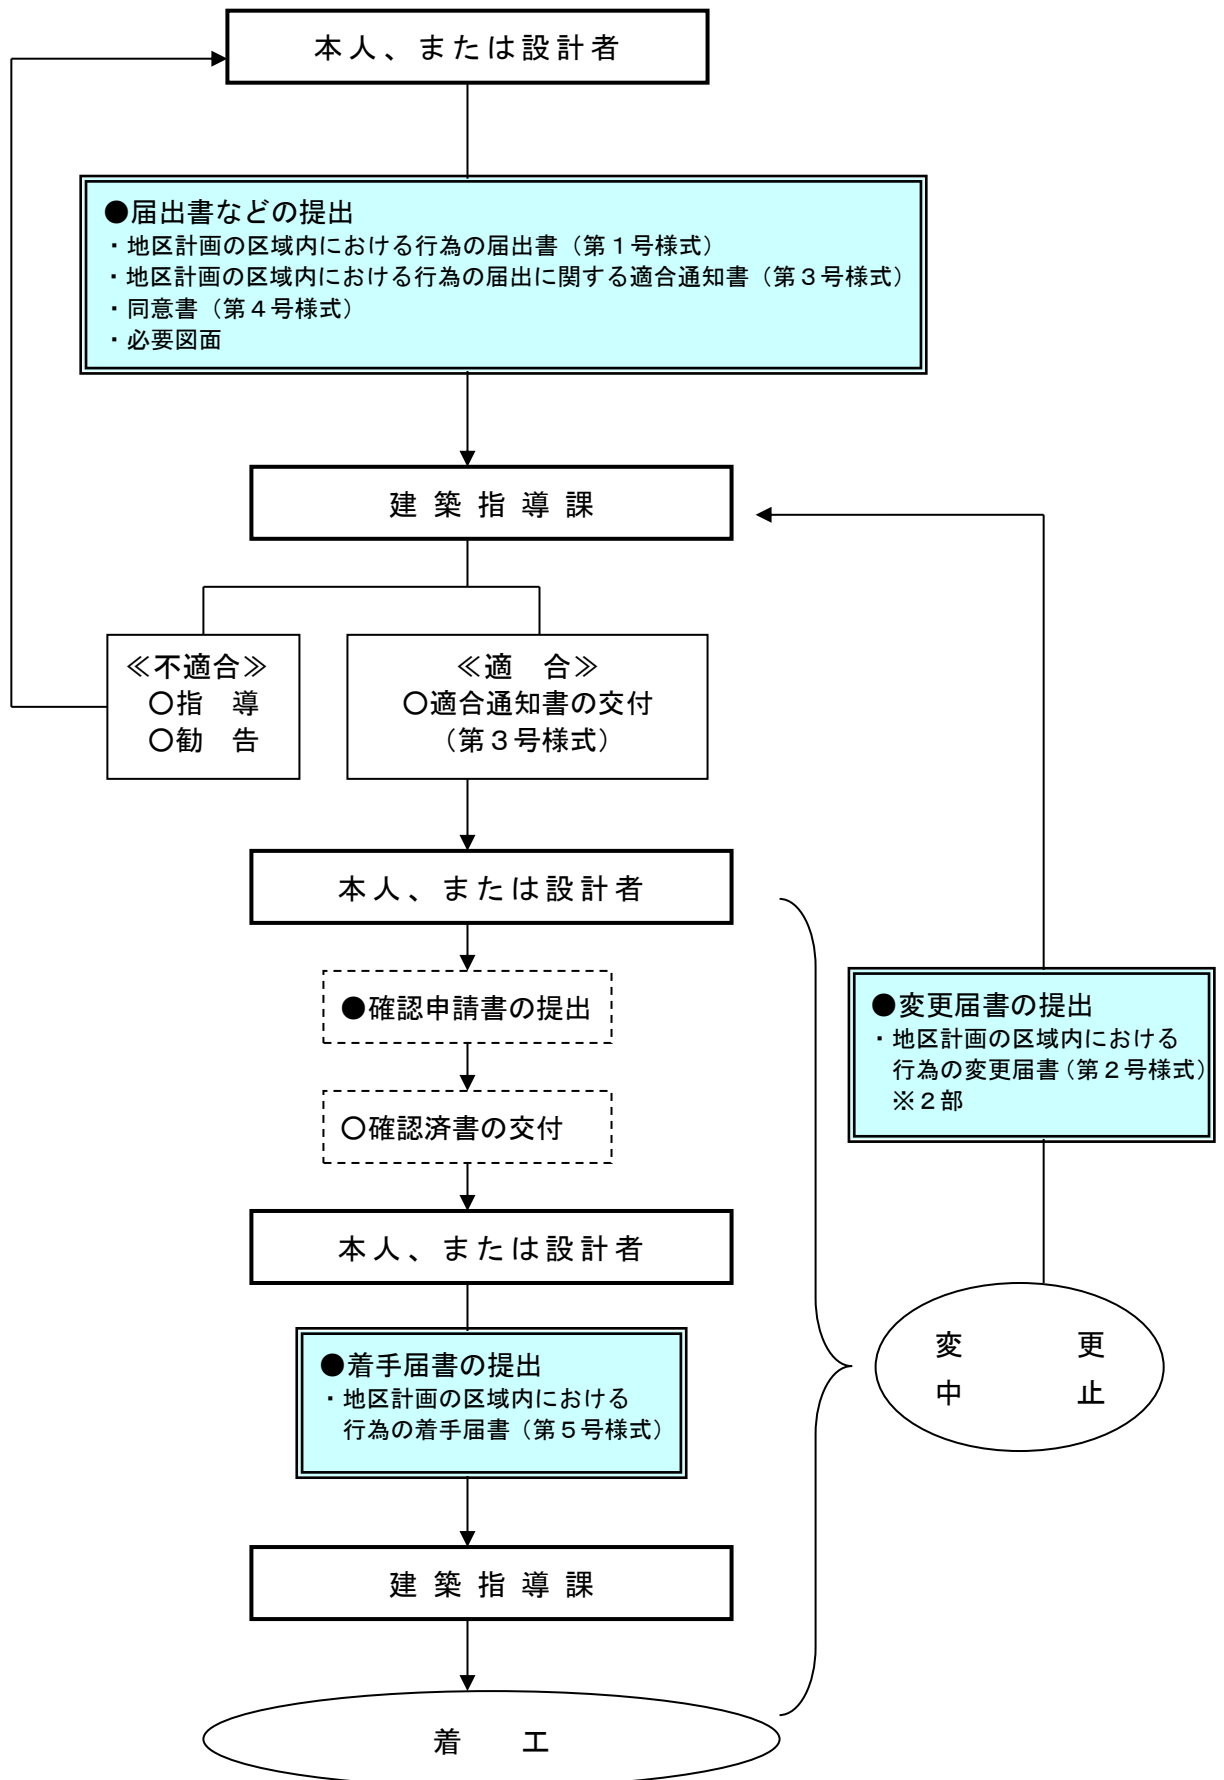 本人、または設計者
●届出書などの提出
・地区計画の区域内における行為の届出書（第１号様式）
・地区計画の区域内における行為の届出に関する適合通知書（第３号様式）
・同意書（第４号様式）
・必要図面
建築指導課
≪不適合≫
○指　導
○勧　告
≪適　合≫
○適合通知書の交付
（第３号様式）
本人、または設計者
●確認申請書の提出
○確認済書の交付
本人、または設計者
●着手届書の提出
・地区計画の区域内における
行為の着手届書（第５号様式）
建築指導課
着　　工
●変更届書の提出
・地区計画の区域内における
行為の変更届書（第２号様式）
※２部
変　　　　更
中　　　　止